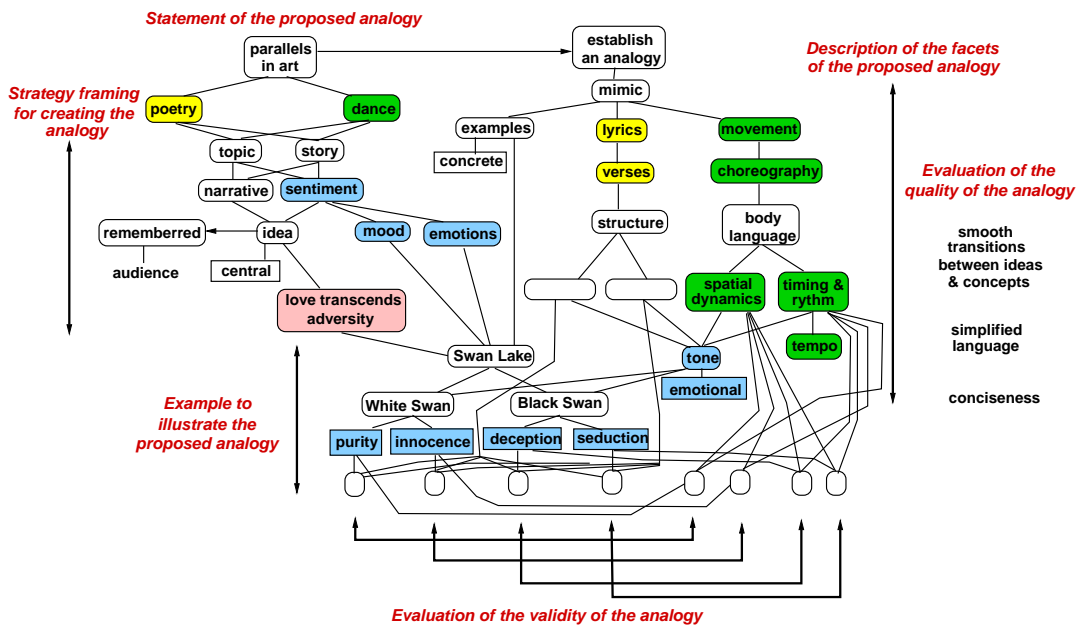 Statement of the proposed analogy
parallels
in art
establish
an analogy
Description of the facets
of the proposed analogy
Strategy framing
for creating the
analogy
poetry
dance
mimic
examples
lyrics
movement
concrete
topic
story
verses
choreography
Evaluation of the
quality of the analogy
narrative
sentiment
structure
body
language
rememberred
idea
mood
emotions
smooth
transitions
between ideas
& concepts
audience
central
spatial
dynamics
timing &
rythm
love transcends
adversity
simplified
language
tempo
Swan Lake
tone
emotional
conciseness
Example to
illustrate the
proposed analogy
White Swan
Black Swan
purity
innocence
deception
seduction
Evaluation of the validity of the analogy